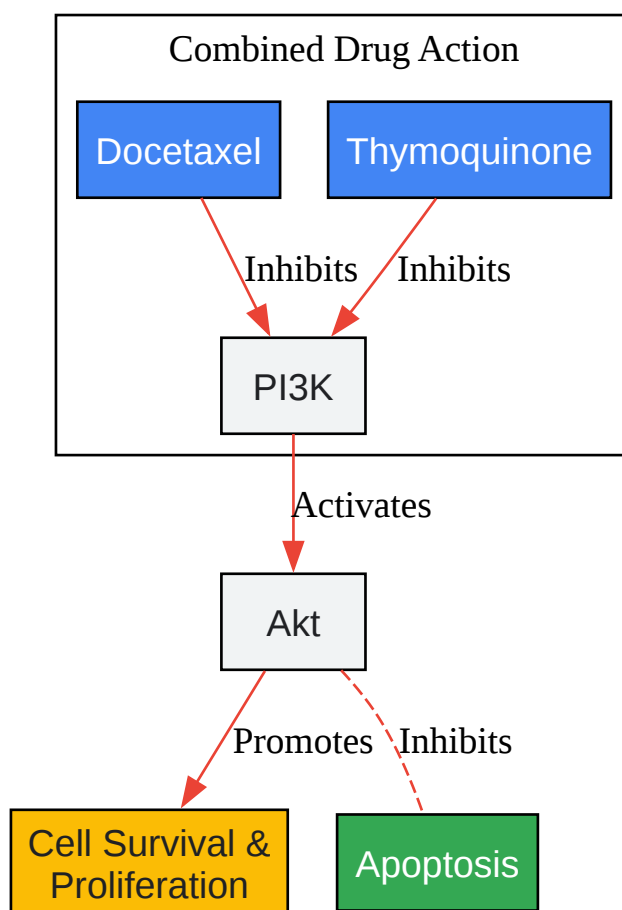 Combined Drug Action
Docetaxel
Thymoquinone
Inhibits
Inhibits
PI3K
Activates
Akt
Promotes
Inhibits
Cell Survival &
Proliferation
Apoptosis